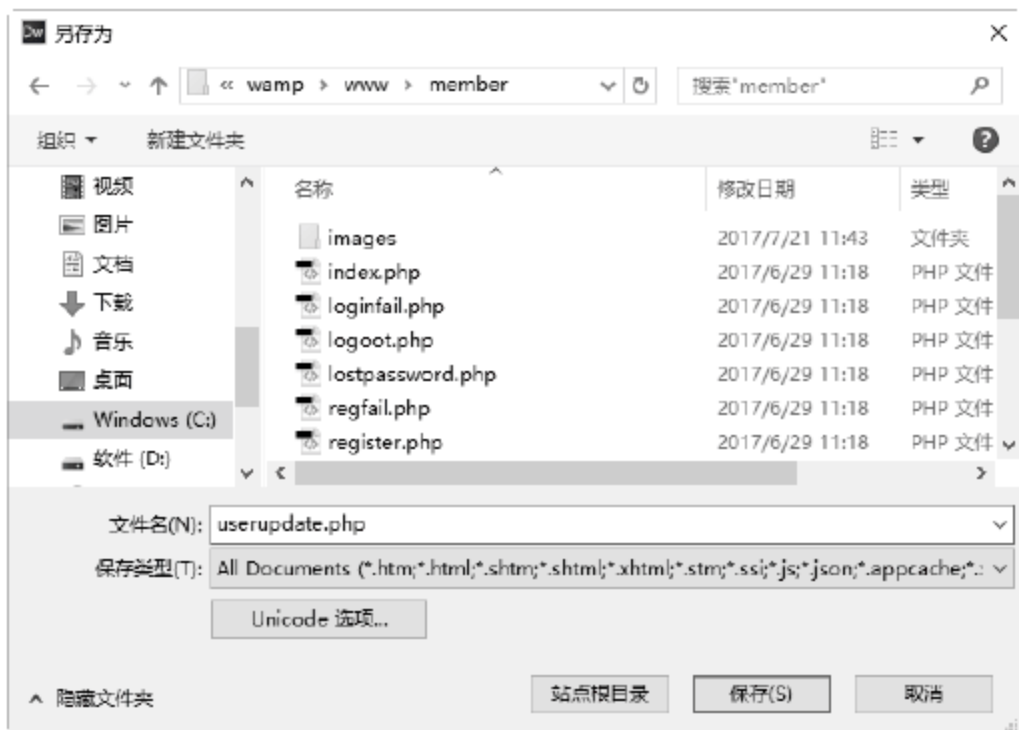 Dw 另存为
« wamp › www › member 搜索"member"
组织 新建文件夹
视频
图片
文档
下载
音乐
桌面
Windows (C:)
软件 (D:)
名称 修改日期 类型
images 2017/7/21 11:43 文件夹
index.php 2017/6/29 11:18 PHP 文件
loginfail.php 2017/6/29 11:18 PHP 文件
logoot.php 2017/6/29 11:18 PHP 文件
lostpassword.php 2017/6/29 11:18 PHP 文件
regfail.php 2017/6/29 11:18 PHP 文件
register.php 2017/6/29 11:18 PHP 文件
文件名(N): userupdate.php
保存类型(T): All Documents (*.htm;*.html;*.shtm;*.shtml;*.xhtml;*.stm;*.ssi;*.js;*.json;*.appcache;*.
Unicode 选项...
隐藏文件夹 站点根目录 保存(S) 取消